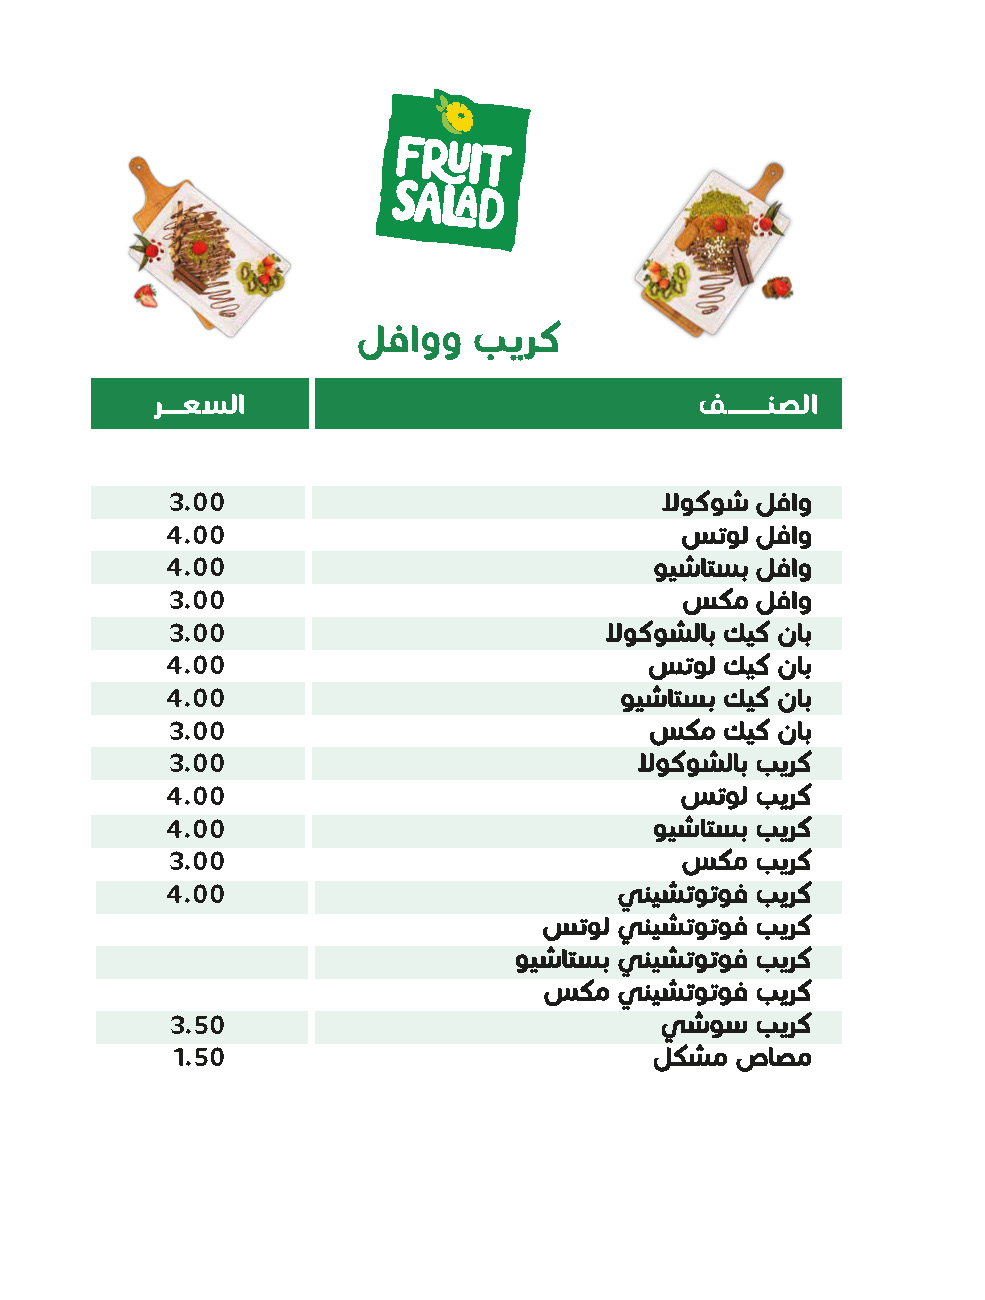 FRUIT
SALAD
كريب ووافل
الصنــــف السعــر
وافل شوكولا 3.00
وافل لوتس 4.00
وافل بستاشيو 4.00
وافل مكس 3.00
بان كيك بالشوكولا 3.00
بان كيك لوتس 4.00
بان كيك بستاشيو 4.00
بان كيك مكس 3.00
كريب بالشوكولا 3.00
كريب لوتس 4.00
كريب بستاشيو 4.00
كريب مكس 3.00
كريب فوتوتشيني 4.00
كريب فوتوتشيني لوتس
كريب فوتوتشيني بستاشيو
كريب فوتوتشيني مكس
كريب سوشي 3.50
مصاص مشكل 1.50